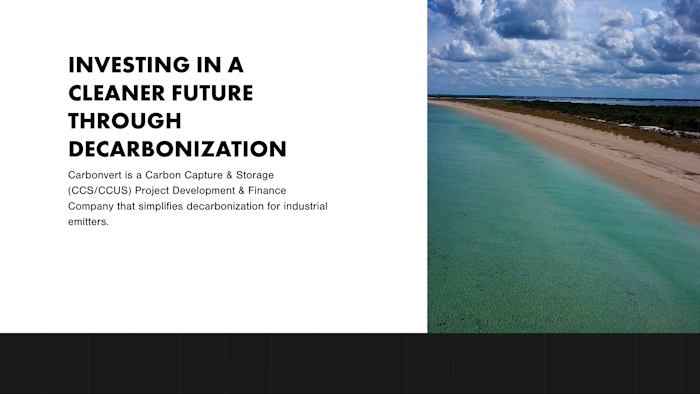 INVESTING IN A
CLEANER FUTURE
THROUGH
DECARBONIZATION
Carbonvert is a Carbon Capture & Storage
(CCS/CCUS) Project Development & Finance
Company that simplifies decarbonization for industrial
emitters.